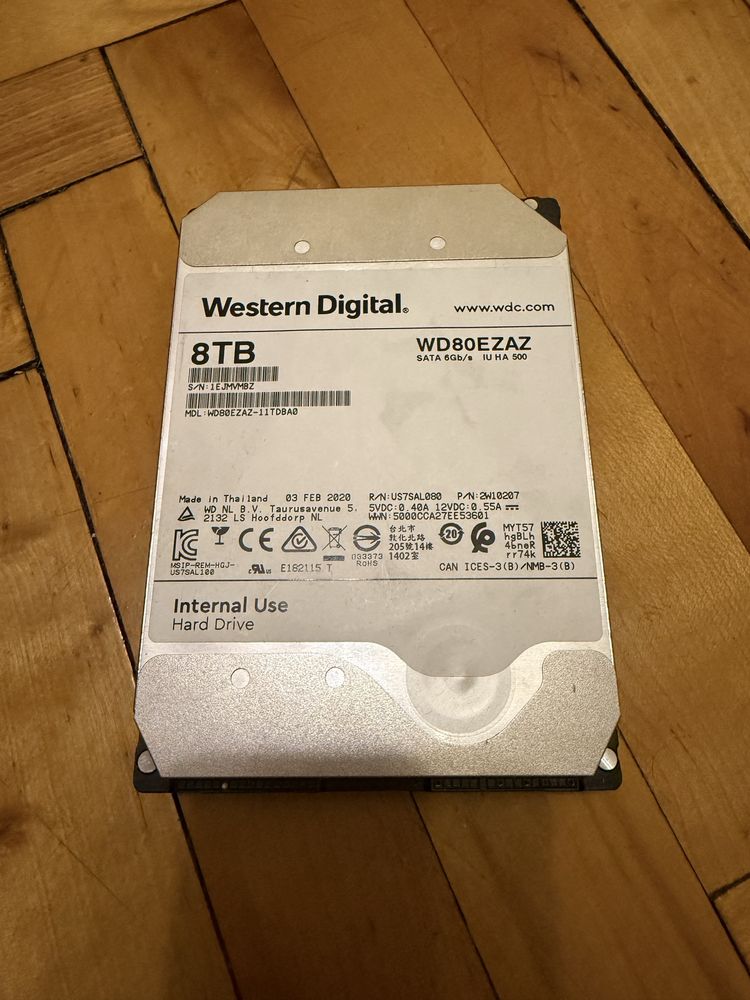 Western Digital®
www.wdc.com
8TB
WD80EZAZ
SATA 6Gb/s IU HA 500
S/N:1EJMVMBZ
MDL:WD80EZAZ-11TDBA0
Made in Thailand 03 FEB 2020 R/N:US7SAL080 P/N:2W10207
WD NL B.V. Taurusavenue 5, 5VDC:0.40A 12VDC:0.55A
2132 LS Hoofddorp NL WWN:5000CCA27EE53601
台北市
敦化北路
205號14樓
1402室
20
MYT57
hgBLh
4bneR
rr74k
033373
RoHS
MSIP-REM-HGJ-
US7SAL100
E182115 T
CAN ICES-3(B)/NMB-3(B)
Internal Use
Hard Drive